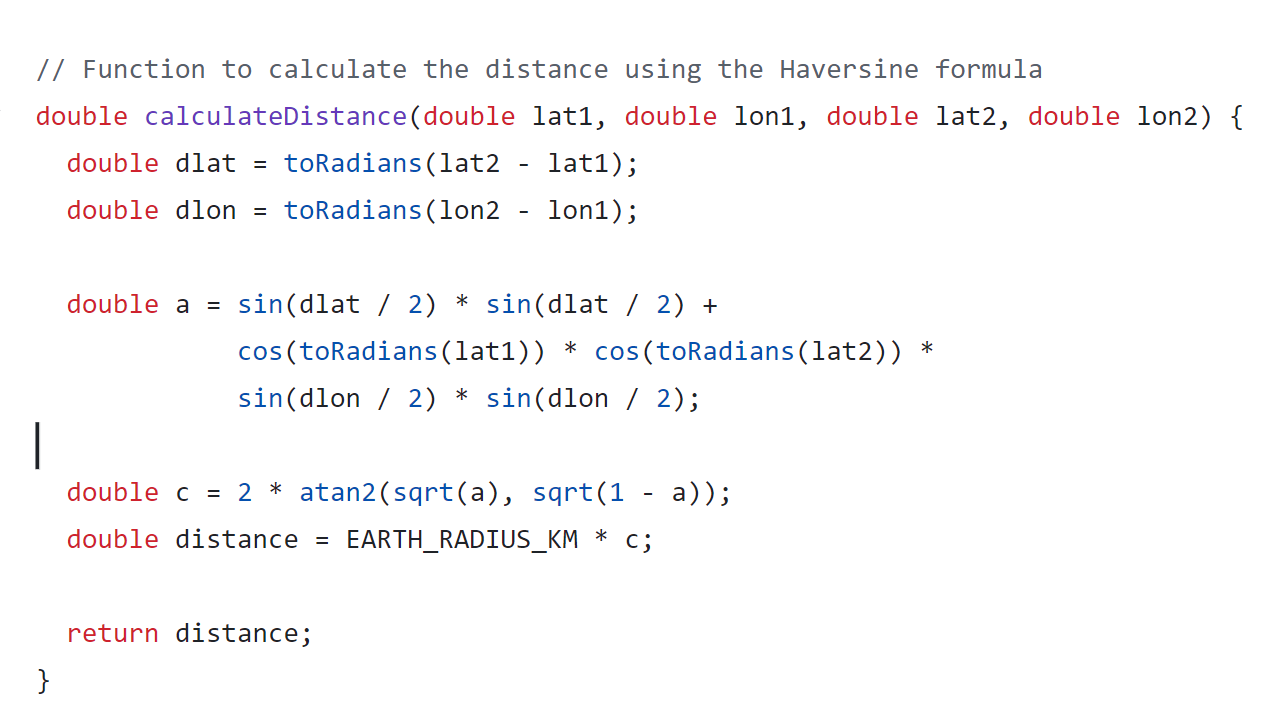 // Function to calculate the distance using the Haversine formula
double calculateDistance(double lat1, double lon1, double lat2, double lon2) {
  double dlat = toRadians(lat2 - lat1);
  double dlon = toRadians(lon2 - lon1);

  double a = sin(dlat / 2) * sin(dlat / 2) +
             cos(toRadians(lat1)) * cos(toRadians(lat2)) *
             sin(dlon / 2) * sin(dlon / 2);

  double c = 2 * atan2(sqrt(a), sqrt(1 - a));
  double distance = EARTH_RADIUS_KM * c;

  return distance;
}